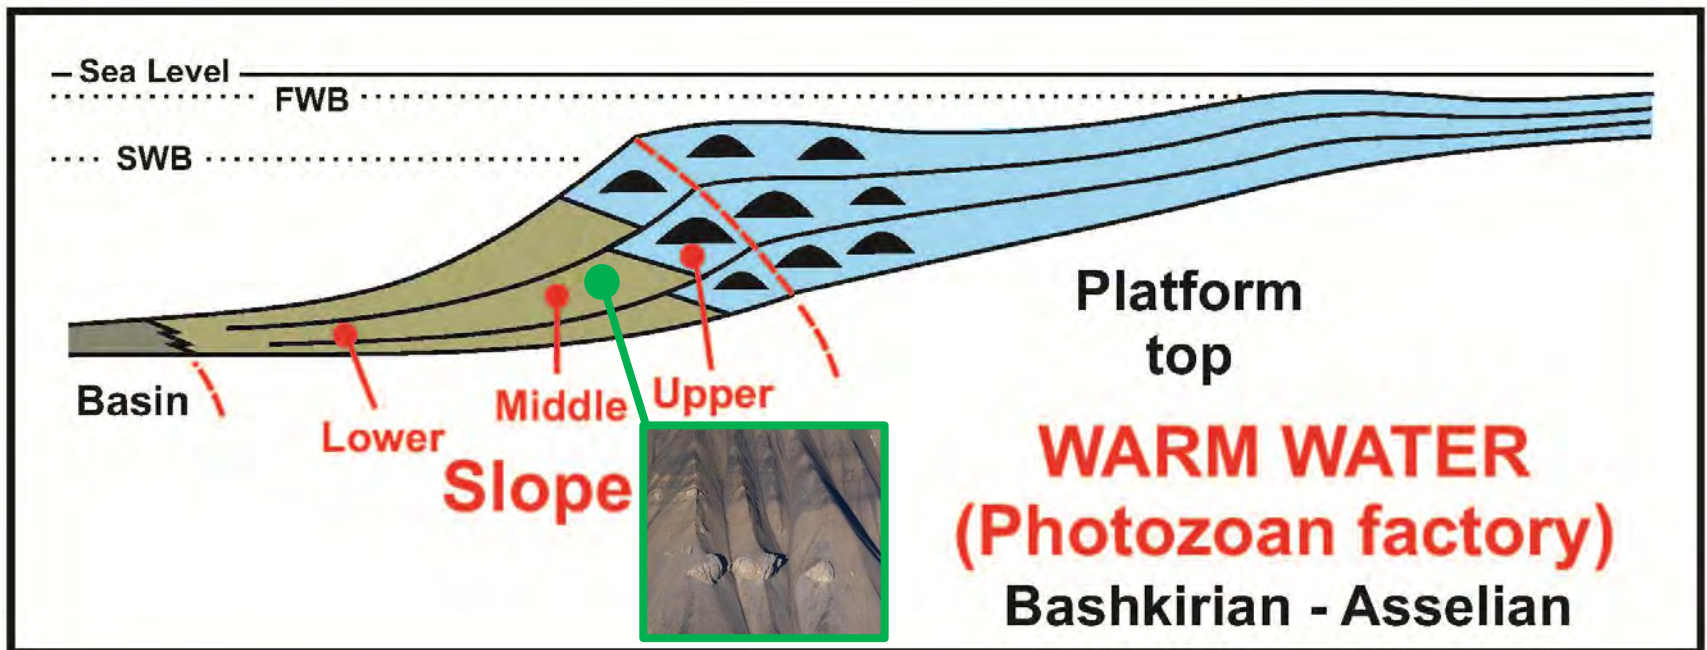 Sea Level
FWB
SWB
Platform
top
Basin
Lower
Middle
Upper
Slope
WARM WATER
(Photozoan factory)
Bashkirian - Asselian